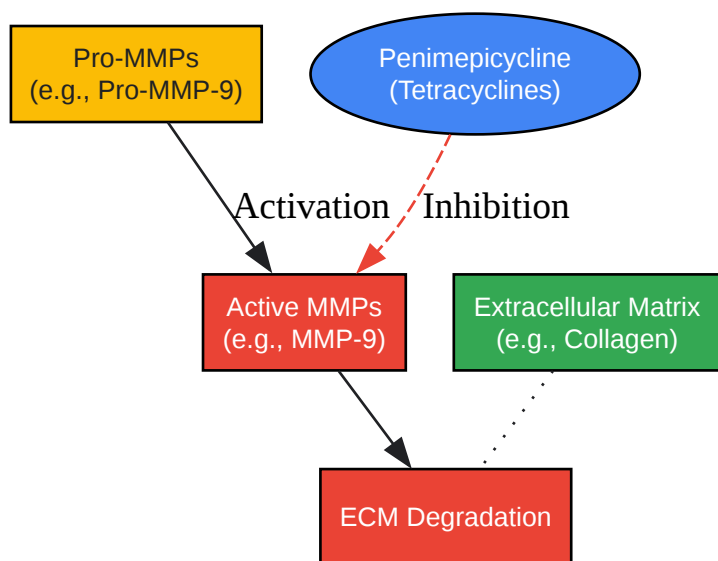 Pro-MMPs
(e.g., Pro-MMP-9)
Penimepicycline
(Tetracyclines)
Activation
Inhibition
Active MMPs
(e.g., MMP-9)
Extracellular Matrix
(e.g., Collagen)
ECM Degradation